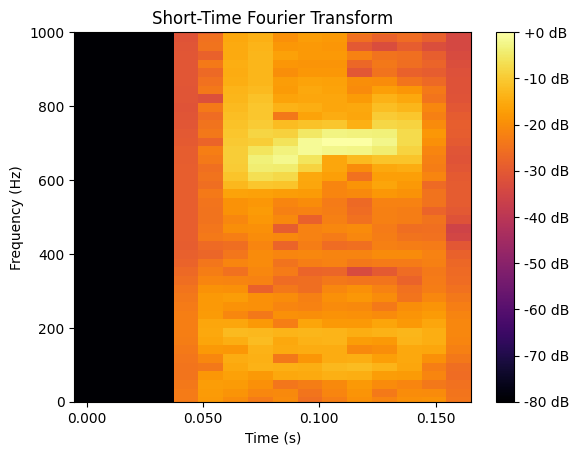 Short-Time Fourier Transform
1000
800
600
400
200
0
Frequency (Hz)
0.000
0.050
0.100
0.150
Time (s)
+0 dB
-10 dB
-20 dB
-30 dB
-40 dB
-50 dB
-60 dB
-70 dB
-80 dB